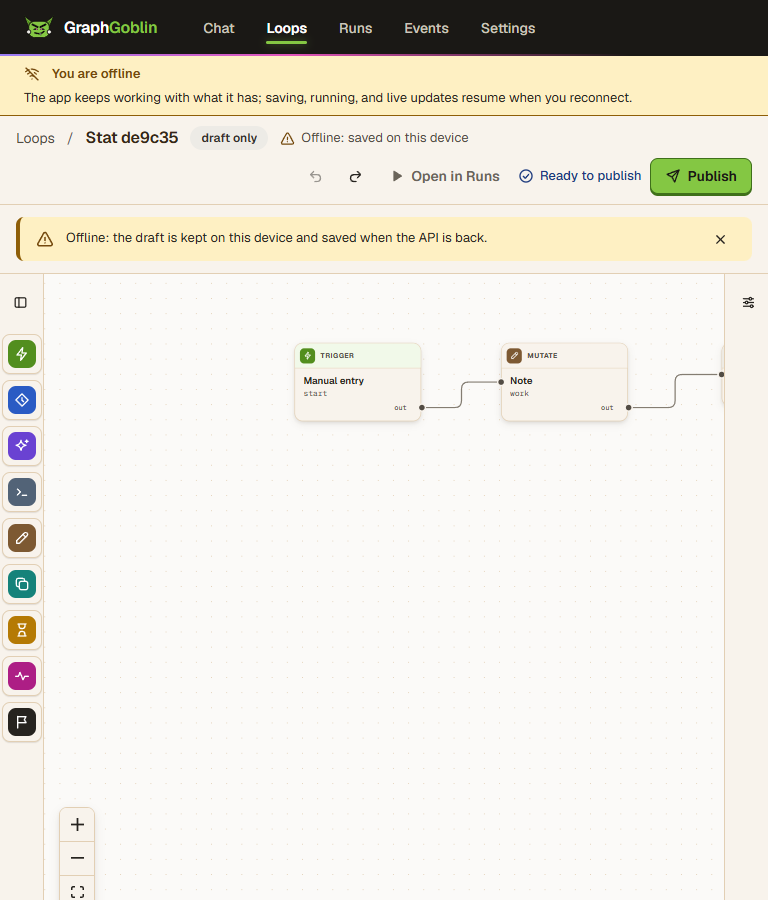 GraphGoblin
Chat Loops Runs Events Settings
You are offline
The app keeps working with what it has; saving, running, and live updates resume when you reconnect.
Loops / Stat de9c35 draft only Offline: saved on this device
Open in Runs Ready to publish Publish
Offline: the draft is kept on this device and saved when the API is back.
TRIGGER
Manual entry
start
out
MUTATE
Note
work
out